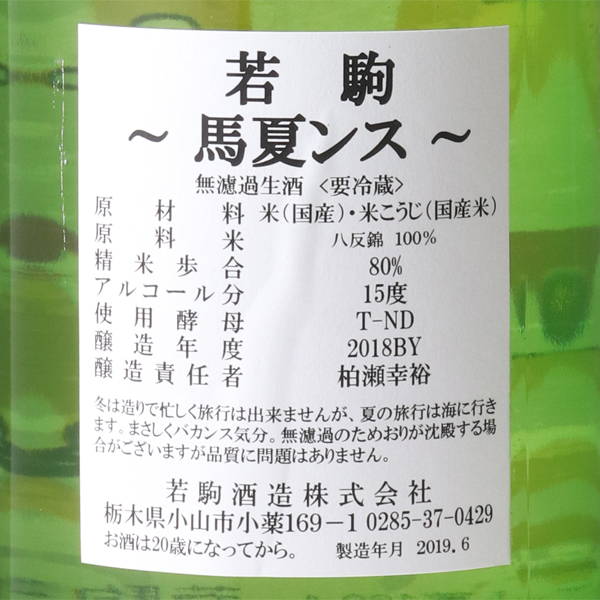 若駒
~ 馬夏ンス ~
無濾過生酒 <要冷蔵>
原材料 米(国産)・米こうじ(国産米)
原料米 八反錦 100%
精米歩合 80%
アルコール分 15度
使用酵母 T-ND
醸造年度 2018BY
醸造責任者 柏瀬幸裕
冬は造りで忙しく旅行は出来ませんが、夏の旅行は海に行き
ます。まさしくバカンス気分。無濾過のためおりが沈殿する場
合がございますが品質に問題はありません。
若駒酒造株式会社
栃木県小山市小薬169-1 0285-37-0429
お酒は20歳になってから。 製造年月 2019.6